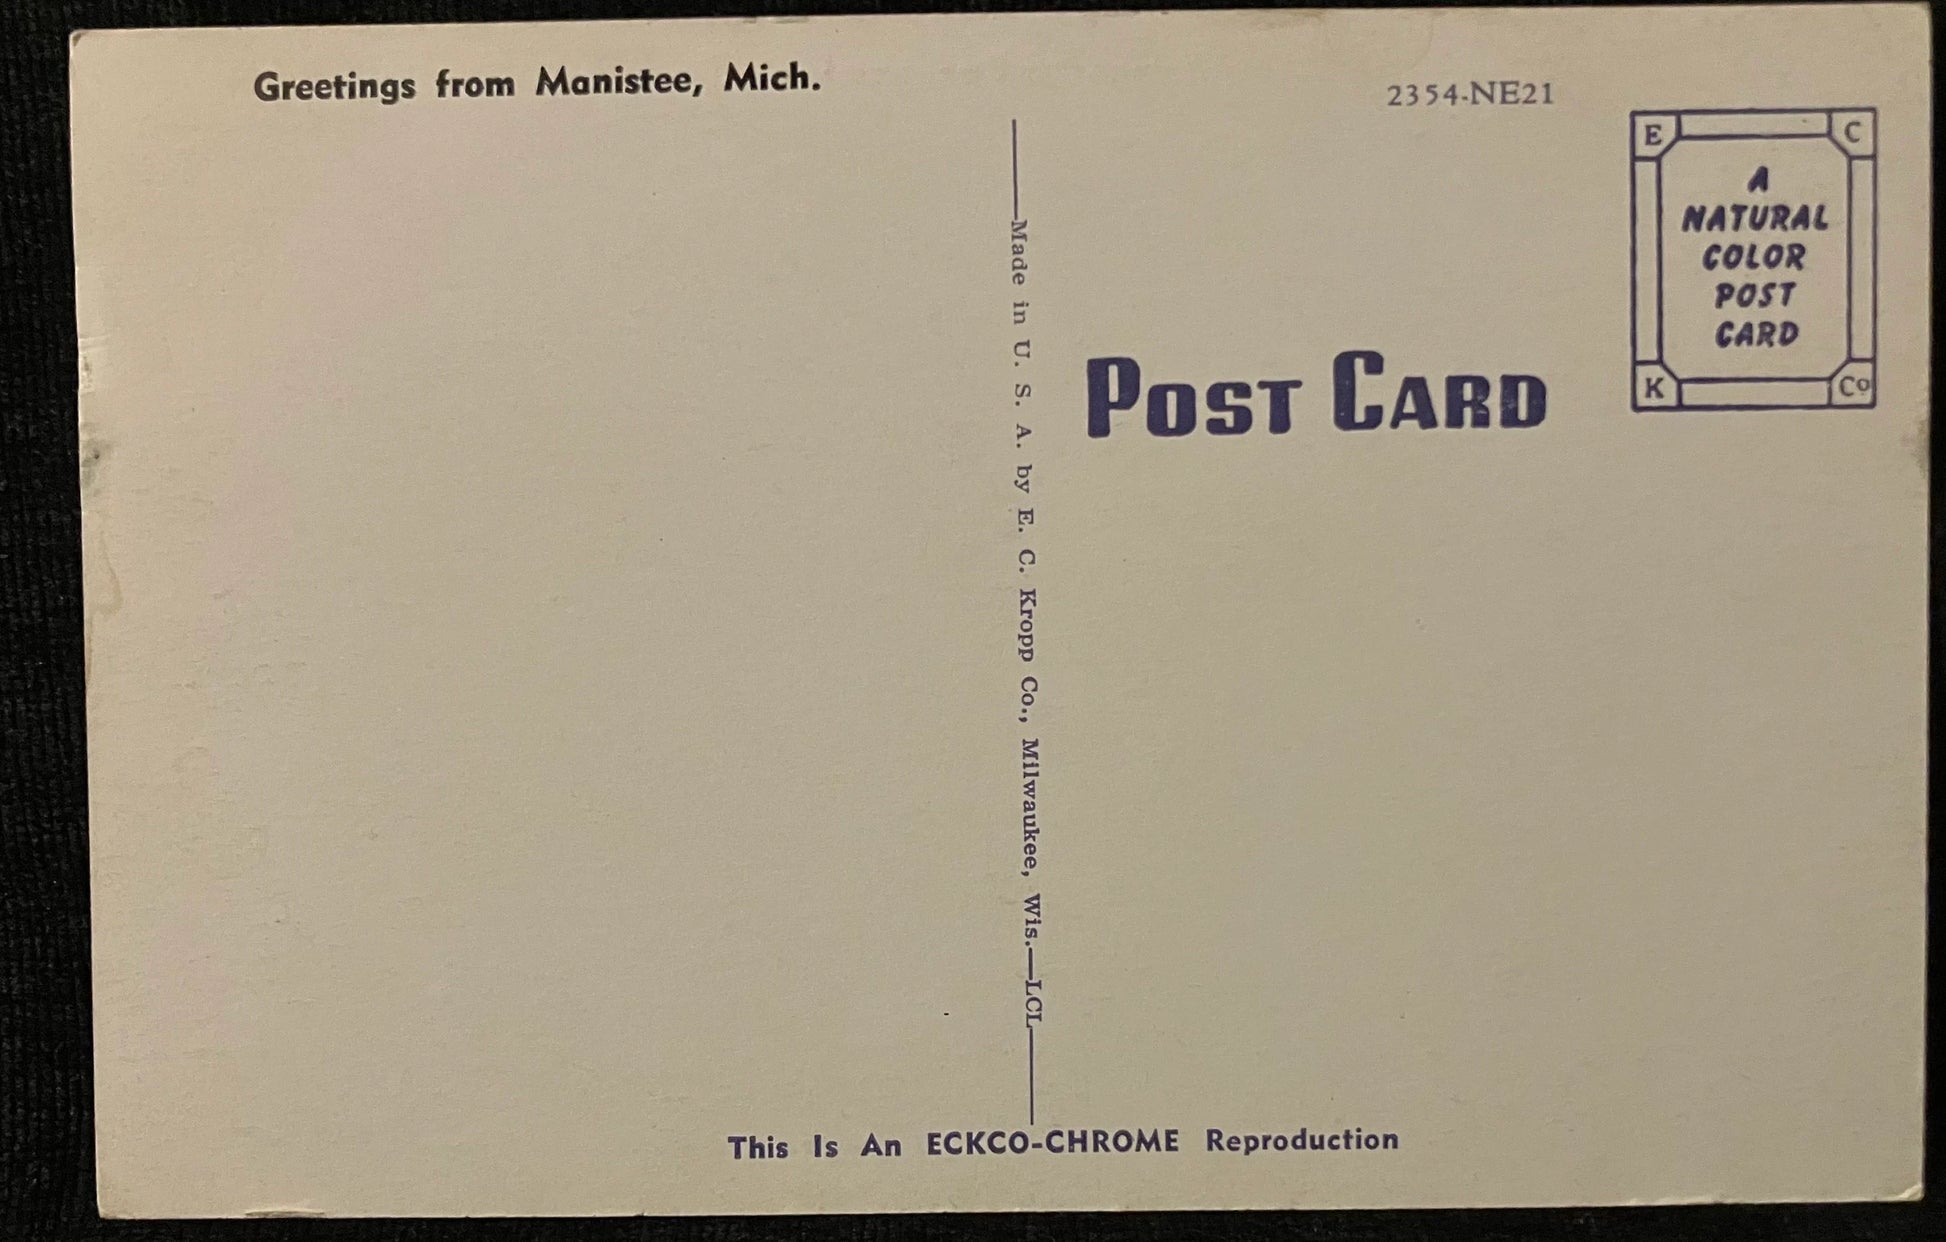 Greetings from Manistee, Mich.
2354-NE21
E C
A
NATURAL
COLOR
POST
CARD
K Co
Made in U. S. A. by E. C. Kropp Co., Milwaukee, Wis.—LCL
POST CARD
This Is An ECKCO-CHROME Reproduction